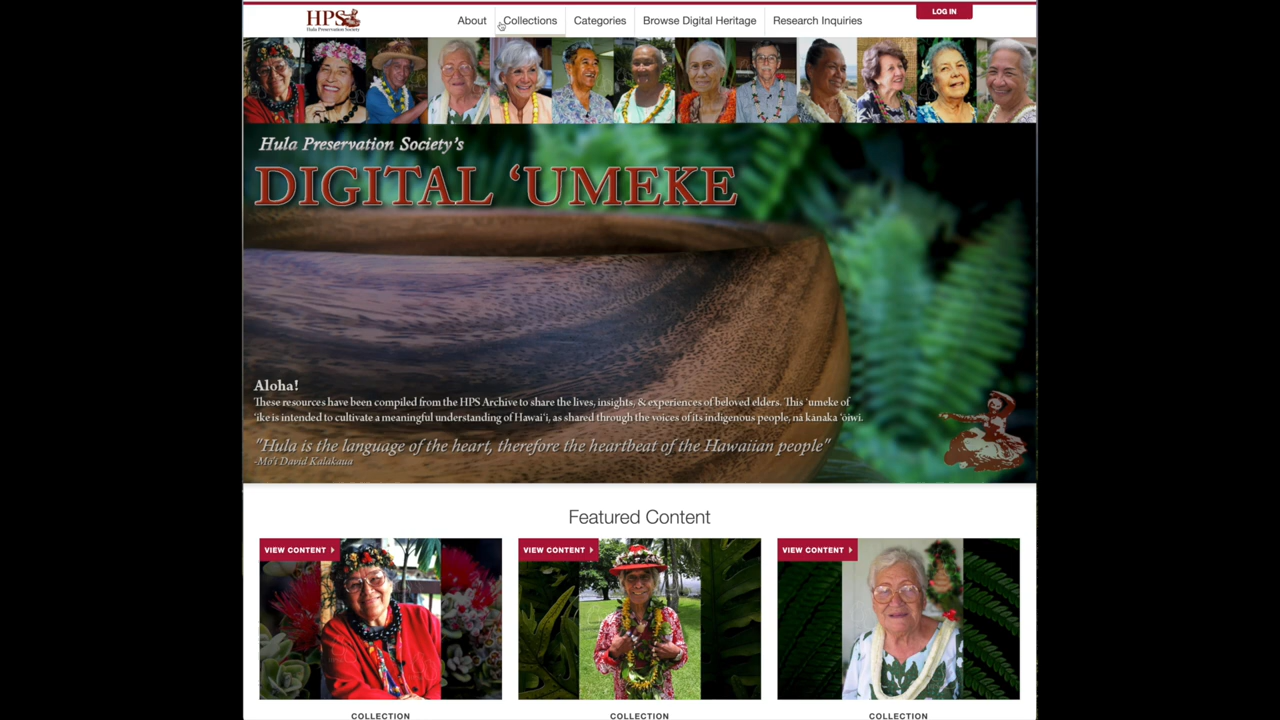 HPS
Hula Preservation Society
About
Collections
Categories
Browse Digital Heritage
Research Inquiries
LOG IN
Hula Preservation Society's
DIGITAL ‘UMEKE
Aloha!
These resources have been compiled from the HPS Archive to share the lives, insights, & experiences of beloved elders. This ‘umeke of
‘ike is intended to cultivate a meaningful understanding of Hawai‘i, as shared through the voices of its indigenous people, nā kānaka ‘ōiwi.
"Hula is the language of the heart, therefore the heartbeat of the Hawaiian people"
-Mo'i David Kalakaua
Featured Content
VIEW CONTENT
VIEW CONTENT
VIEW CONTENT
COLLECTION
COLLECTION
COLLECTION